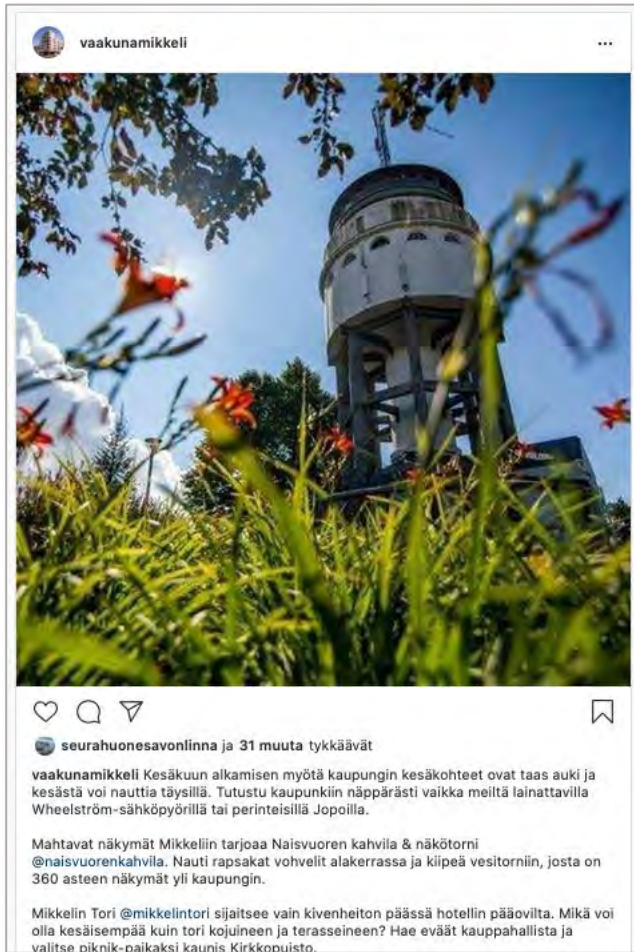 vaakunamikkeli
seurahuonesavonlinna ja 31 muuta tykkäävät
vaakunamikkeli Kesäkuun alkamisen myötä kaupungin kesäkohteet ovat taas auki ja
kesästä voi nauttia täysillä. Tutustu kaupunkiin näppärästi vaikka meiltä lainattavilla
Wheelström-sähköpyörillä tai perinteisillä Jopoilla.
Mahtavat näkymät Mikkeliin tarjoaa Naisvuoren kahvila & näkötorni
@naisvuorenkahvila. Nauti rapsakat vohvelit alakerrassa ja kiipeä vesitorniin, josta on
360 asteen näkymät yli kaupungin.
Mikkelin Tori @mikkelintori sijaitsee vain kivenheiton päässä hotellin pääovilta. Mikä voi
olla kesäisempää kuin tori kojuineen ja terasseineen? Hae eväät kauppahallista ja
valitse piknik-paikaksi kaunis Kirkkopuisto.